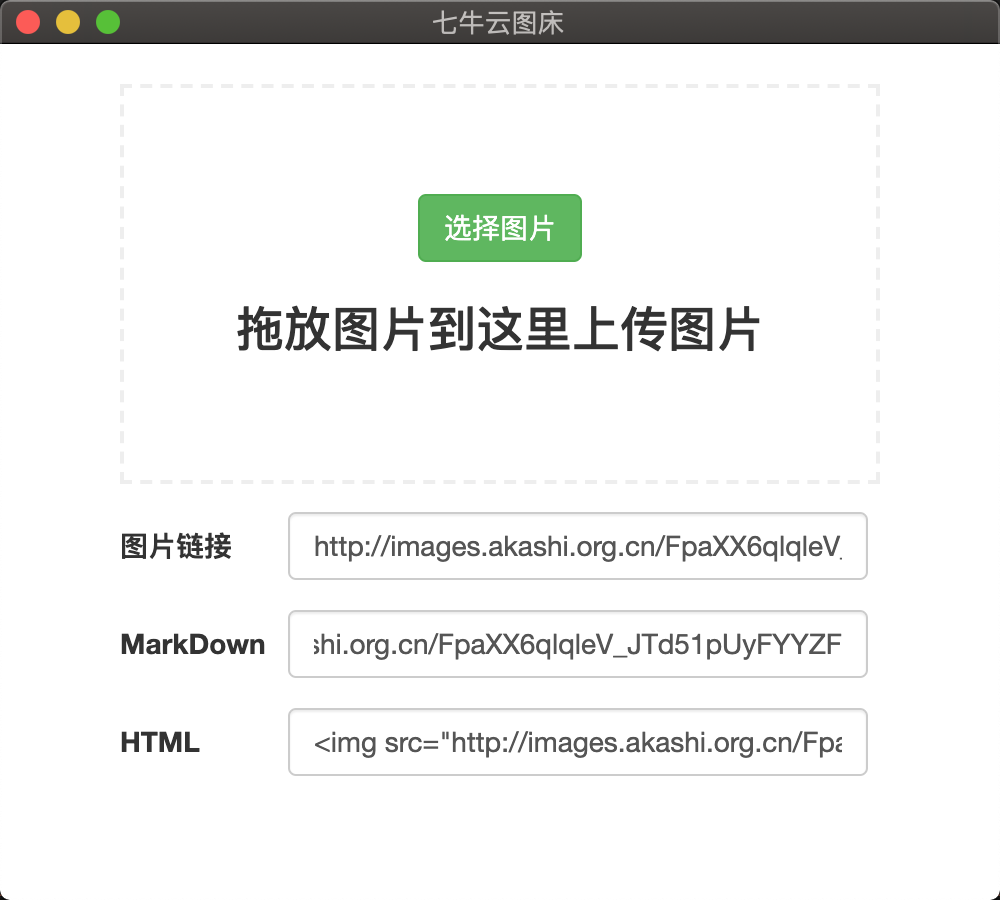 七牛云图床
选择图片
拖放图片到这里上传图片
图片链接 http://images.akashi.org.cn/FpaXX6qlqleV_
MarkDown shi.org.cn/FpaXX6qlqleV_JTd51pUyFYYZF
HTML <img src="http://images.akashi.org.cn/Fpa